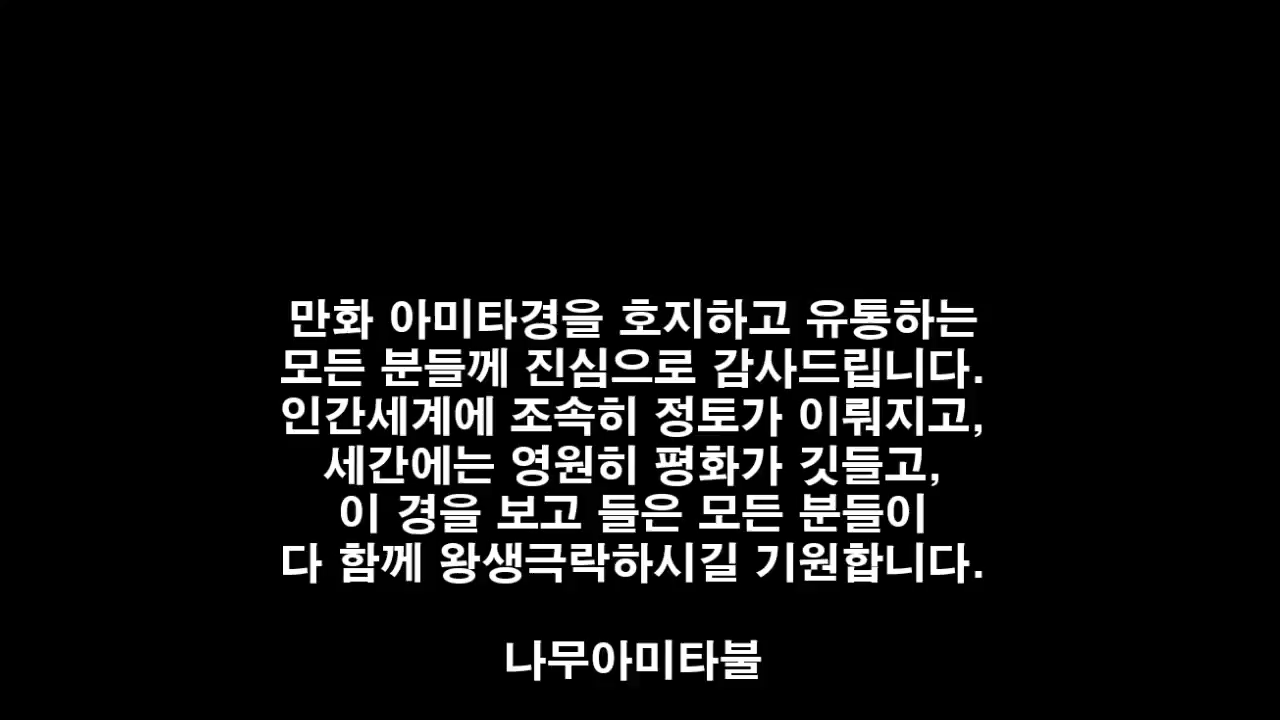 만화 아미타경을 호지하고 유통하는
모든 분들께 진심으로 감사드립니다.
인간세계에 조속히 정토가 이뤄지고,
세간에는 영원히 평화가 깃들고,
이 경을 보고 들은 모든 분들이
다 함께 왕생극락하시길 기원합니다.
나무아미타불